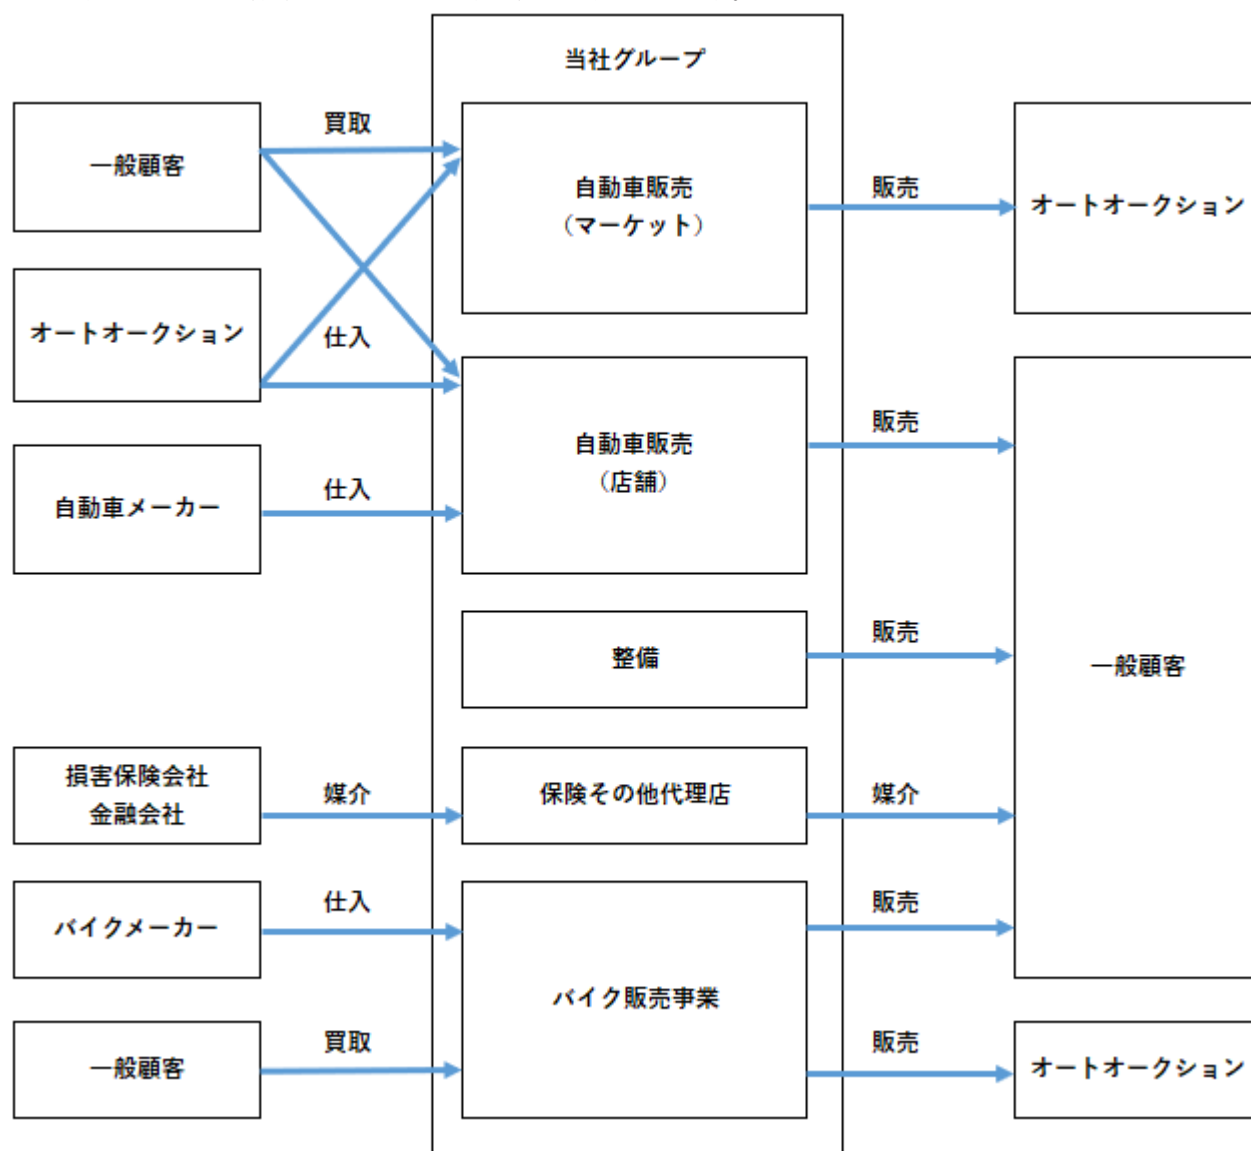 当社グループ
一般顧客
買取
自動車販売
（マーケット）
販売
オートオークション
オートオークション
仕入
自動車メーカー
仕入
自動車販売
（店舗）
販売
整備
販売
一般顧客
損害保険会社
金融会社
媒介
保険その他代理店
媒介
バイクメーカー
仕入
バイク販売事業
販売
一般顧客
買取
販売
オートオークション